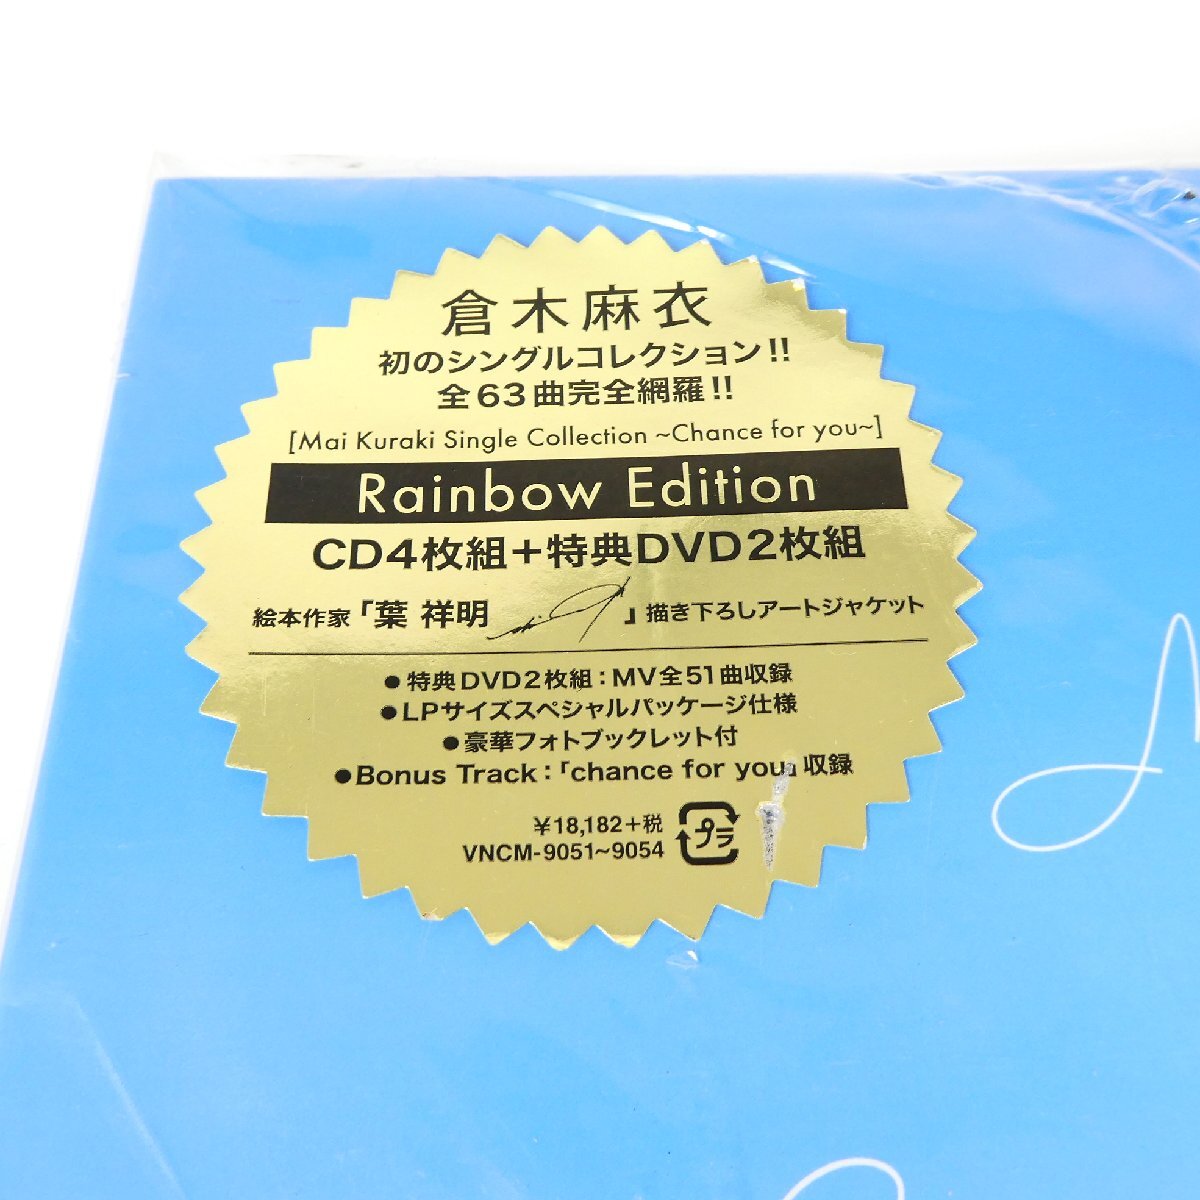 倉木麻衣
初のシングルコレクション!!
全63曲完全網羅!!
[Mai Kuraki Single Collection ~Chance for you~]
Rainbow Edition
CD4枚組+特典DVD2枚組
絵本作家「葉 祥明 」描き下ろしアートジャケット
●特典DVD2枚組:MV全51曲収録
●LPサイズスペシャルパッケージ仕様
●豪華フォトブックレット付
●Bonus Track:「chance for you」収録
¥18,182+税
VNCM-9051~9054
プラ